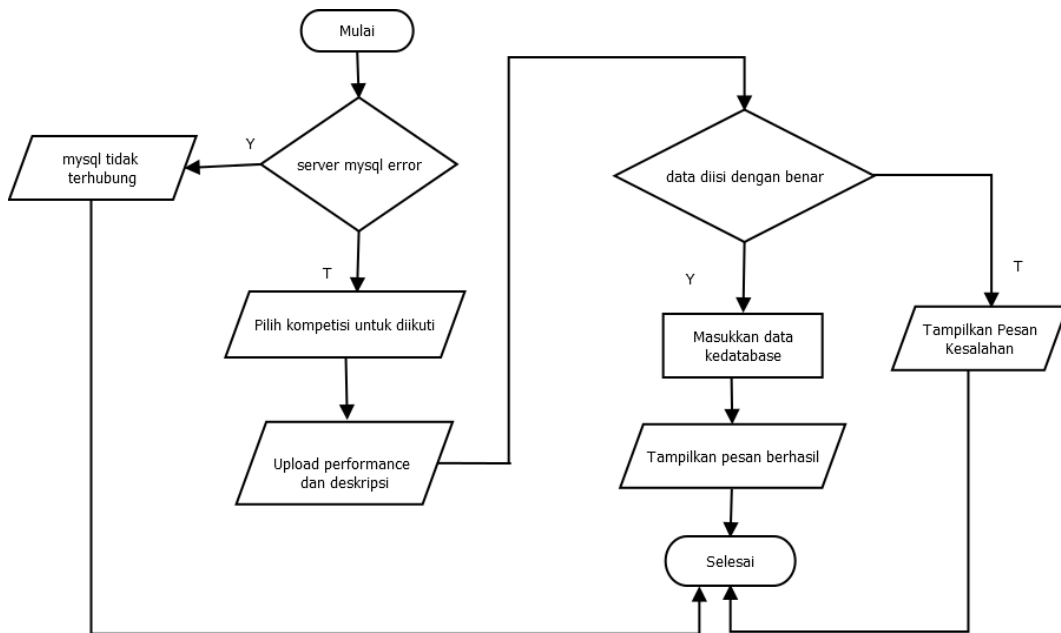 Mulai
Y
mysql tidak
terhubung
server mysql error
T
Pilih kompetisi untuk diikuti
Upload performance
dan deskripsi
data diisi dengan benar
Y
T
Masukkan data
kedatabase
Tampilkan Pesan
Kesalahan
Tampilkan pesan berhasil
Selesai